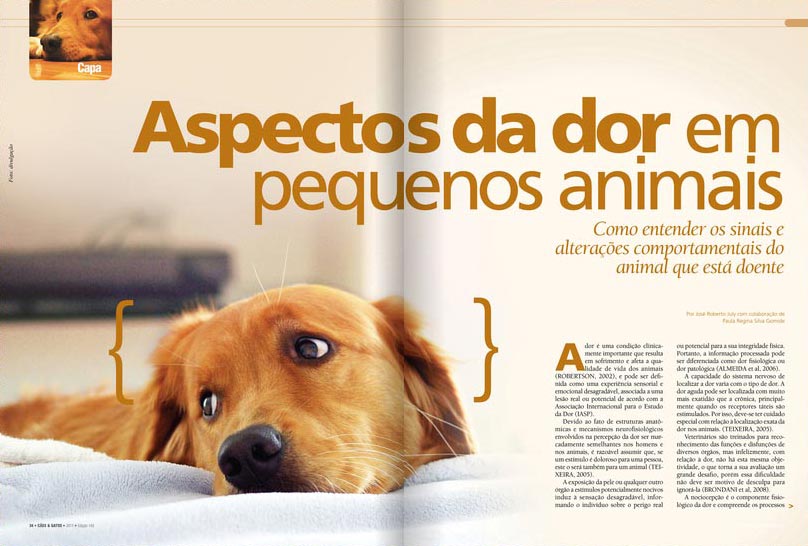 Capa
Foto: divulgação
Aspectos da dor em
pequenos animais
Como entender os sinais e
alterações comportamentais do
animal que está doente
Por José Roberto July com colaboração de
Paula Regina Silva Gomide
A dor é uma condição clinica-
mente importante que resulta
em sofrimento e afeta a qua-
lidade de vida dos animais
(ROBERTSON, 2002), e pode ser defi-
nida como uma experiência sensorial e
emocional desagradável, associada a uma
lesão real ou potencial de acordo com a
Associação Internacional para o Estudo
da Dor (IASP).
Devido ao fato de estruturas anatô-
micas e mecanismos neurofisiológicos
envolvidos na percepção da dor ser mar-
cadamente semelhantes nos homens e
nos animais, é razoável assumir que, se
um estímulo é doloroso para uma pessoa,
este o será também para um animal (TEI-
XEIRA, 2005).
A exposição da pele ou qualquer outro
órgão a estímulos potencialmente nocivos
induz à sensação desagradável, infor-
mando o indivíduo sobre o perigo real
ou potencial para a sua integridade física.
Portanto, a informação processada pode
ser diferenciada como dor fisiológica ou
dor patológica (ALMEIDA et al. 2006).
A capacidade do sistema nervoso de
localizar a dor varia com o tipo de dor. A
dor aguda pode ser localizada com muito
mais exatidão que a crônica, principal-
mente quando os receptores táteis são
estimulados. Por isso, deve-se ter cuidado
especial com relação à localização exata da
dor nos animais. (TEIXEIRA, 2005).
Veterinários são treinados para reco-
nhecimento das funções e disfunções de
diversos órgãos, mas infelizmente, com
relação à dor, não há esta mesma obje-
tividade, o que torna a sua avaliação um
grande desafio, porém essa dificuldade
não deve ser motivo de desculpa para
ignorá-la (BRONDANI et al, 2008).
A nociocepção é o componente fisio-
lógico da dor e compreende os processos >
34 • CÃES & GATOS • 2011 •